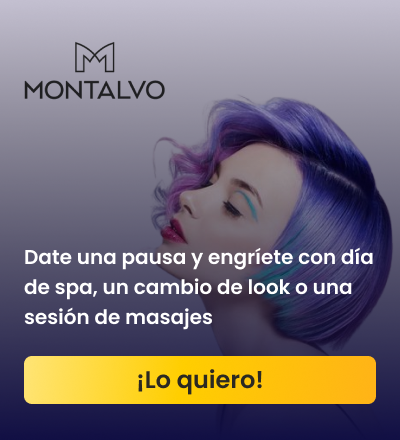 MONTALVO
Date una pausa y engríete con día
de spa, un cambio de look o una
sesión de masajes
¡Lo quiero!